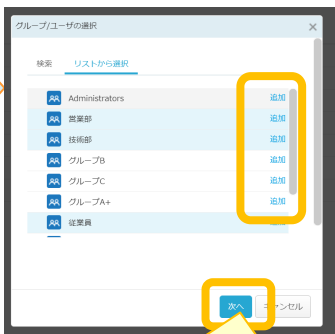 グループ/ユーザの選択
検索 リストから選択
Administrators 追加
営業部 追加
技術部 追加
グループB 追加
グループC 追加
グループA+ 追加
従業員
次へ キャンセル